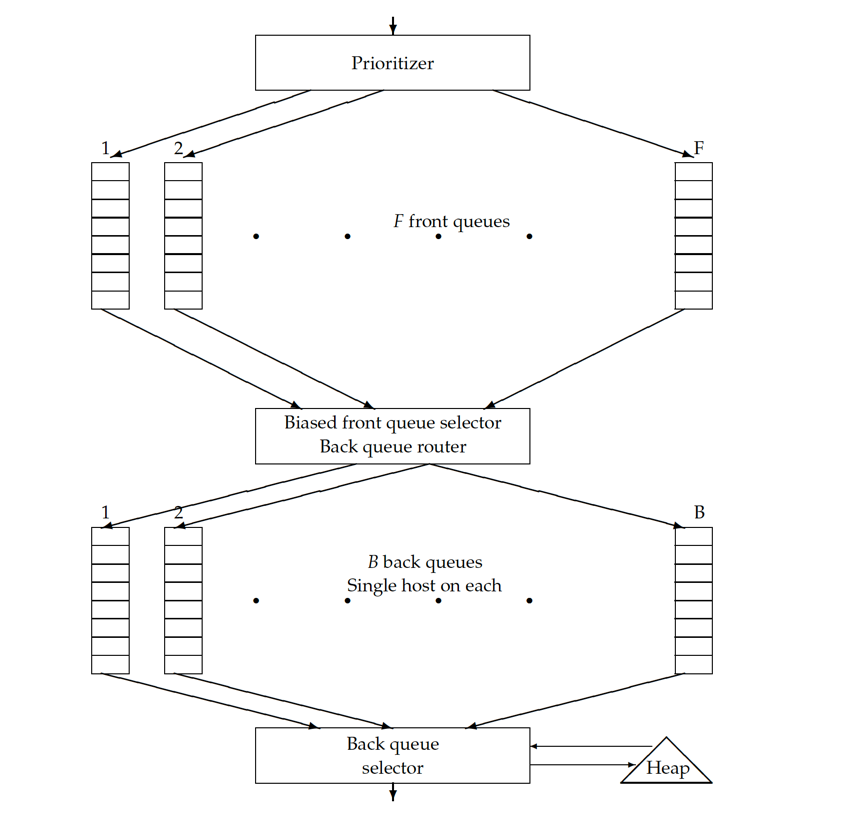 Prioritizer
1
2
F
F front queues
Biased front queue selector
Back queue router
1
2
B
B back queues
Single host on each
Back queue
selector
Heap